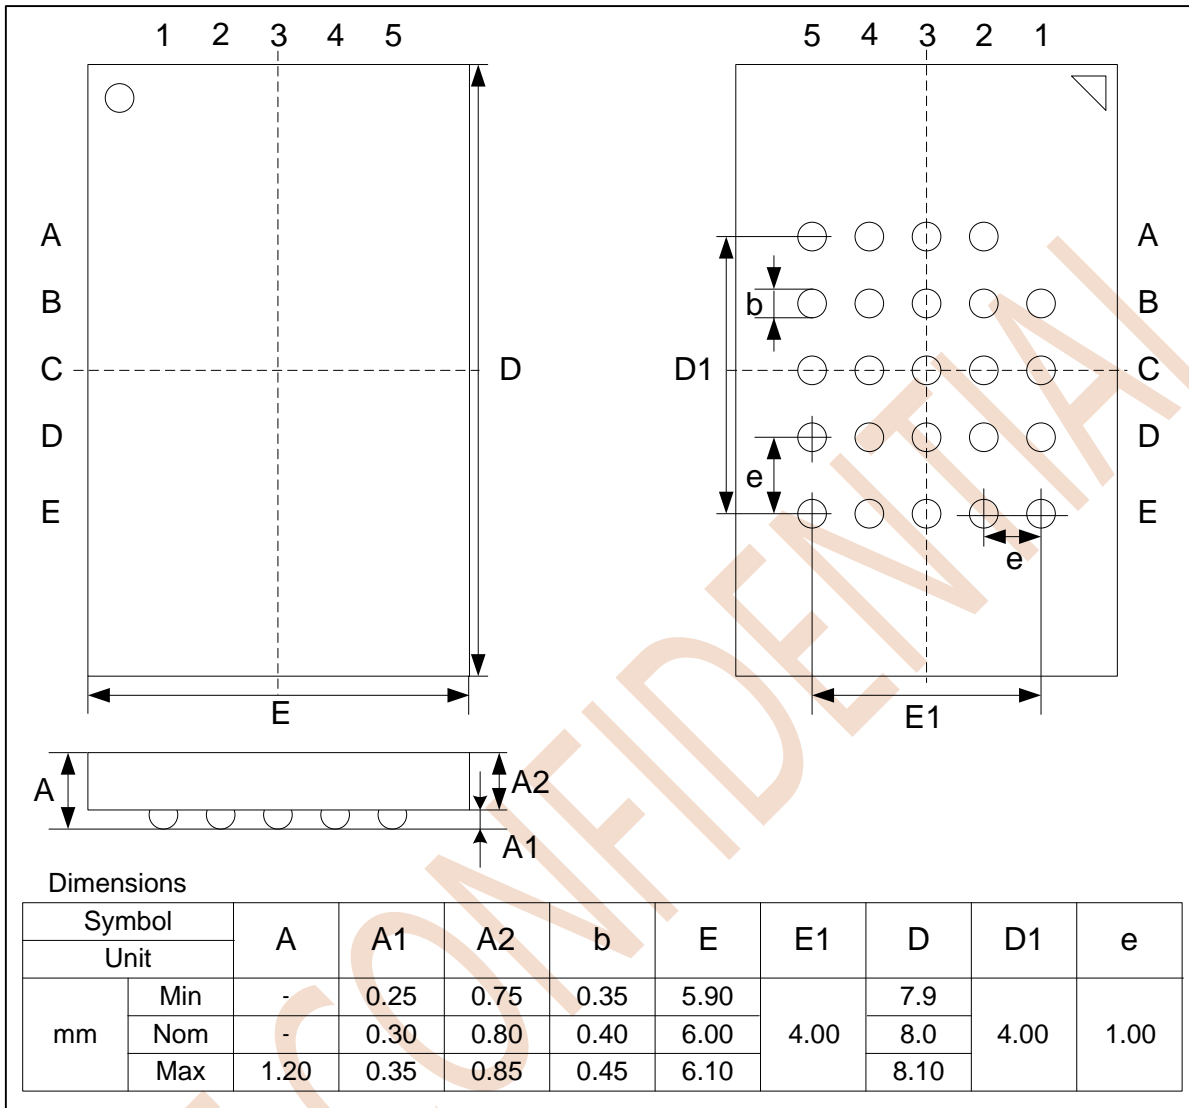 1 2 3 4 5
5 4 3 2 1
A
A
B
b
B
C
D
D1
C
D
D
e
E
E
e
E
E1
A
A2
A1
CONFIDENTIAL
Dimensions
Symbol A A1 A2 b E E1 D D1 e
Unit
mm Min - 0.25 0.75 0.35 5.90 4.00 7.9 4.00 1.00
Nom - 0.30 0.80 0.40 6.00 8.0
Max 1.20 0.35 0.85 0.45 6.10 8.10